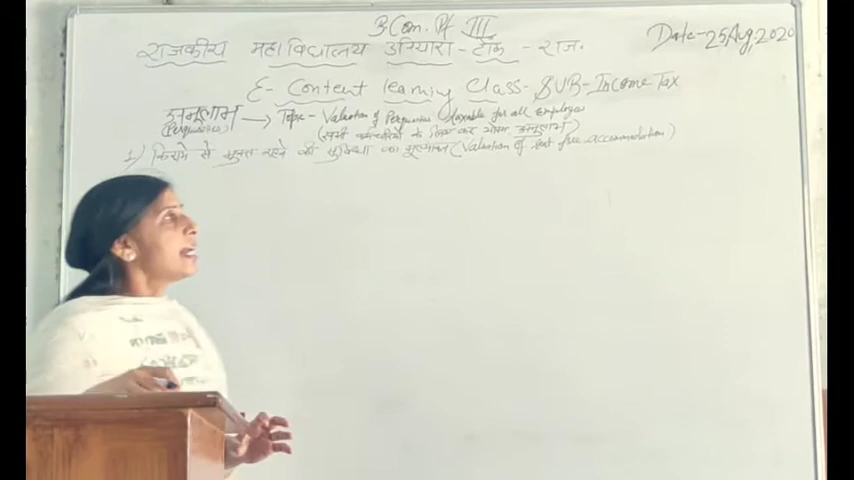 B.Com. Pt III
राजकीय महाविद्यालय उनियारा - टोंक - राज.
Date - 25 Aug, 2020
E - Content learning Class - SUB - Income Tax
अनुलाभ (Perquisites) → Topic - Valuation of Perquisites taxable for all employees
(सभी कर्मचारियों के लिए कर योग्य अनुलाभ)
1) किराये से मुक्त रहने की सुविधा का मूल्यांकन (Valuation of rent free accomodation)